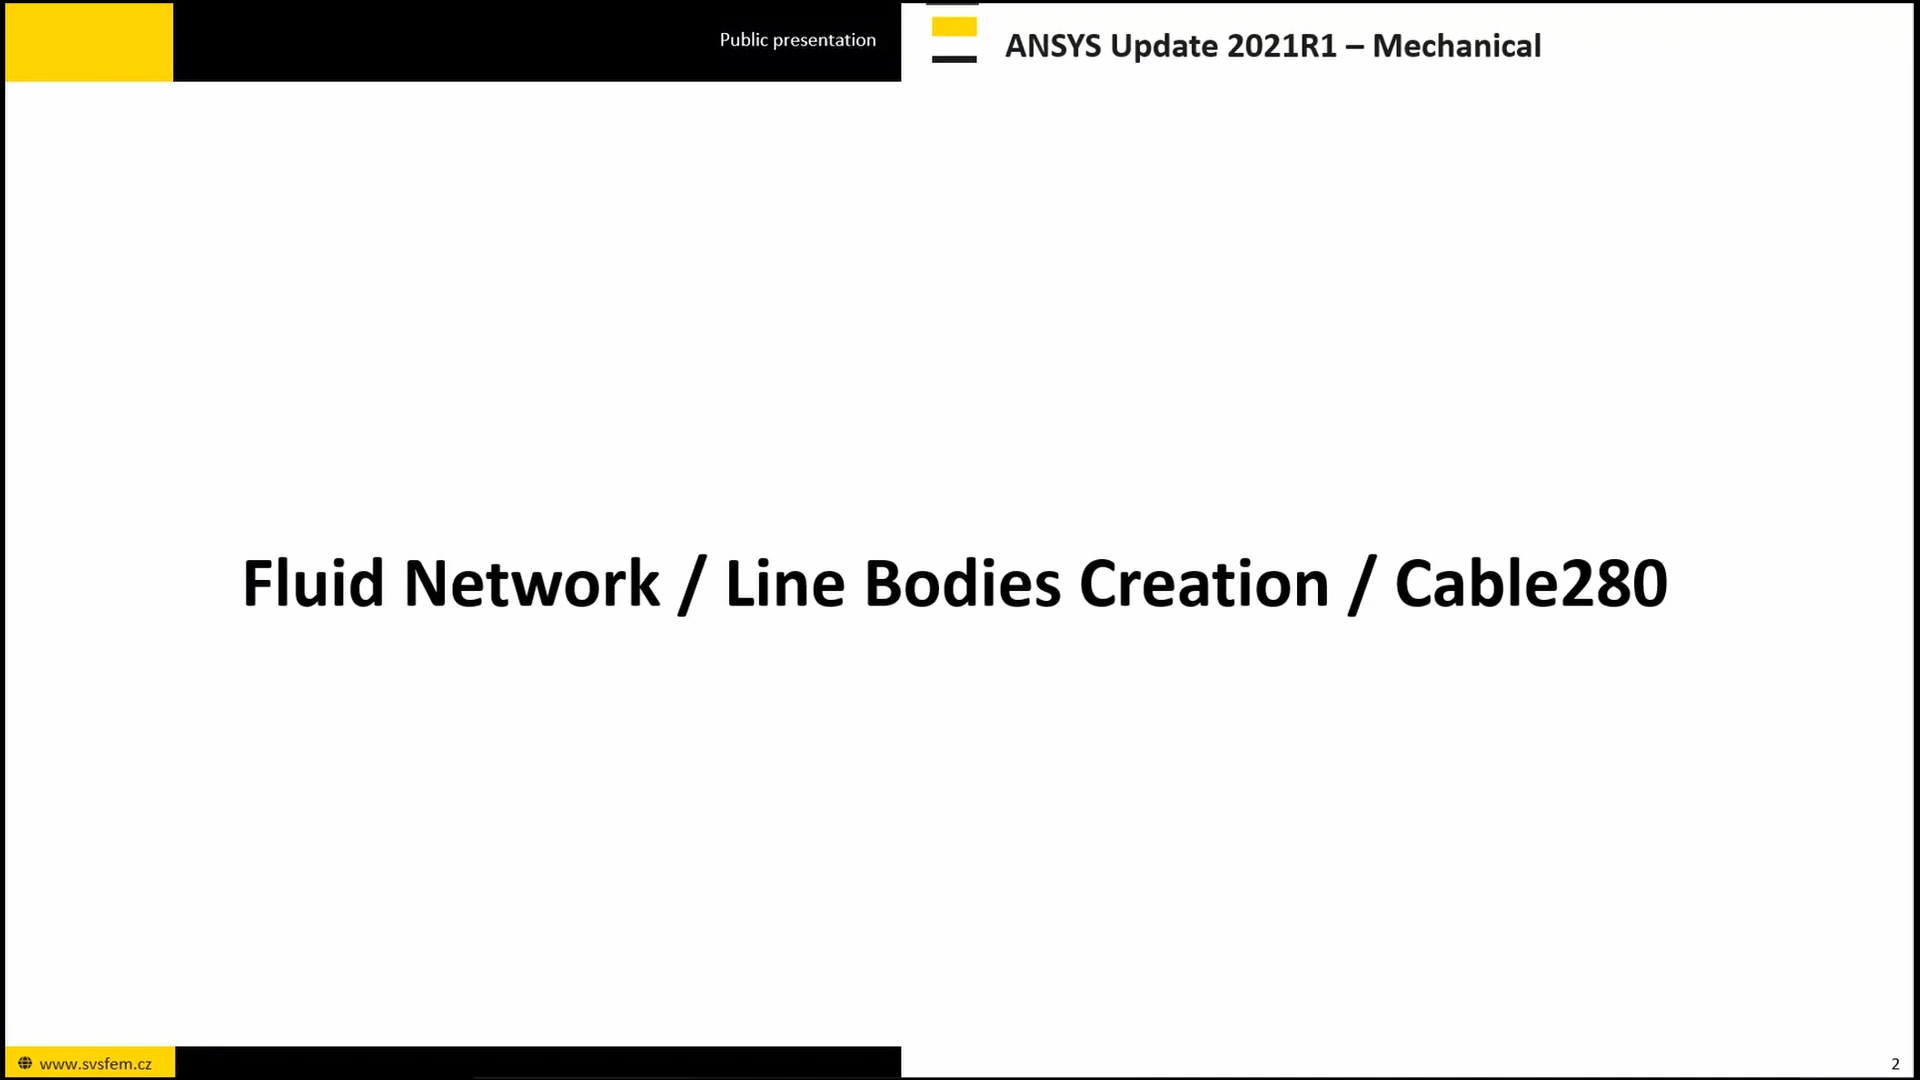 Public presentation
ANSYS Update 2021R1 – Mechanical
Fluid Network / Line Bodies Creation / Cable280
www.svsfem.cz
2